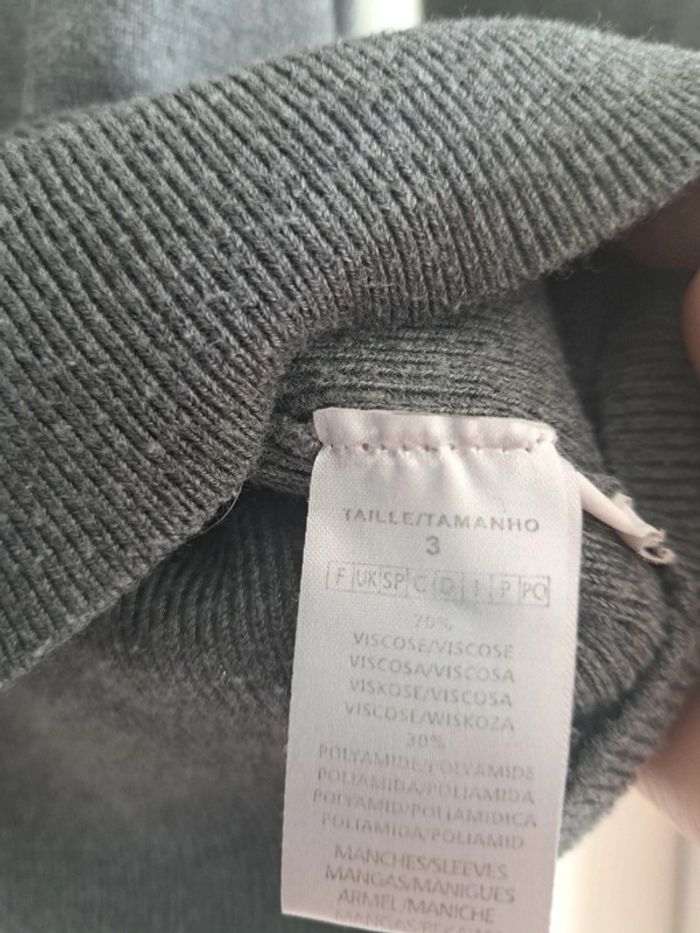 TAILLE/TAMANHO
3
F UK SP C D I P PO
70%
VISCOSE/VISCOSE
VISCOSA/VISCOSA
VISKOSE/VISCOSA
VISCOSE/WISKOZA
30%
POLYAMIDE/POLYAMIDE
POLIAMIDA/POLIAMIDA
POLYAMID/POLIAMIDICA
POLIAMIDA/POLIAMID
MANCHES/SLEEVES
MANGAS/MANIGUES
ARMEL/MANICHE